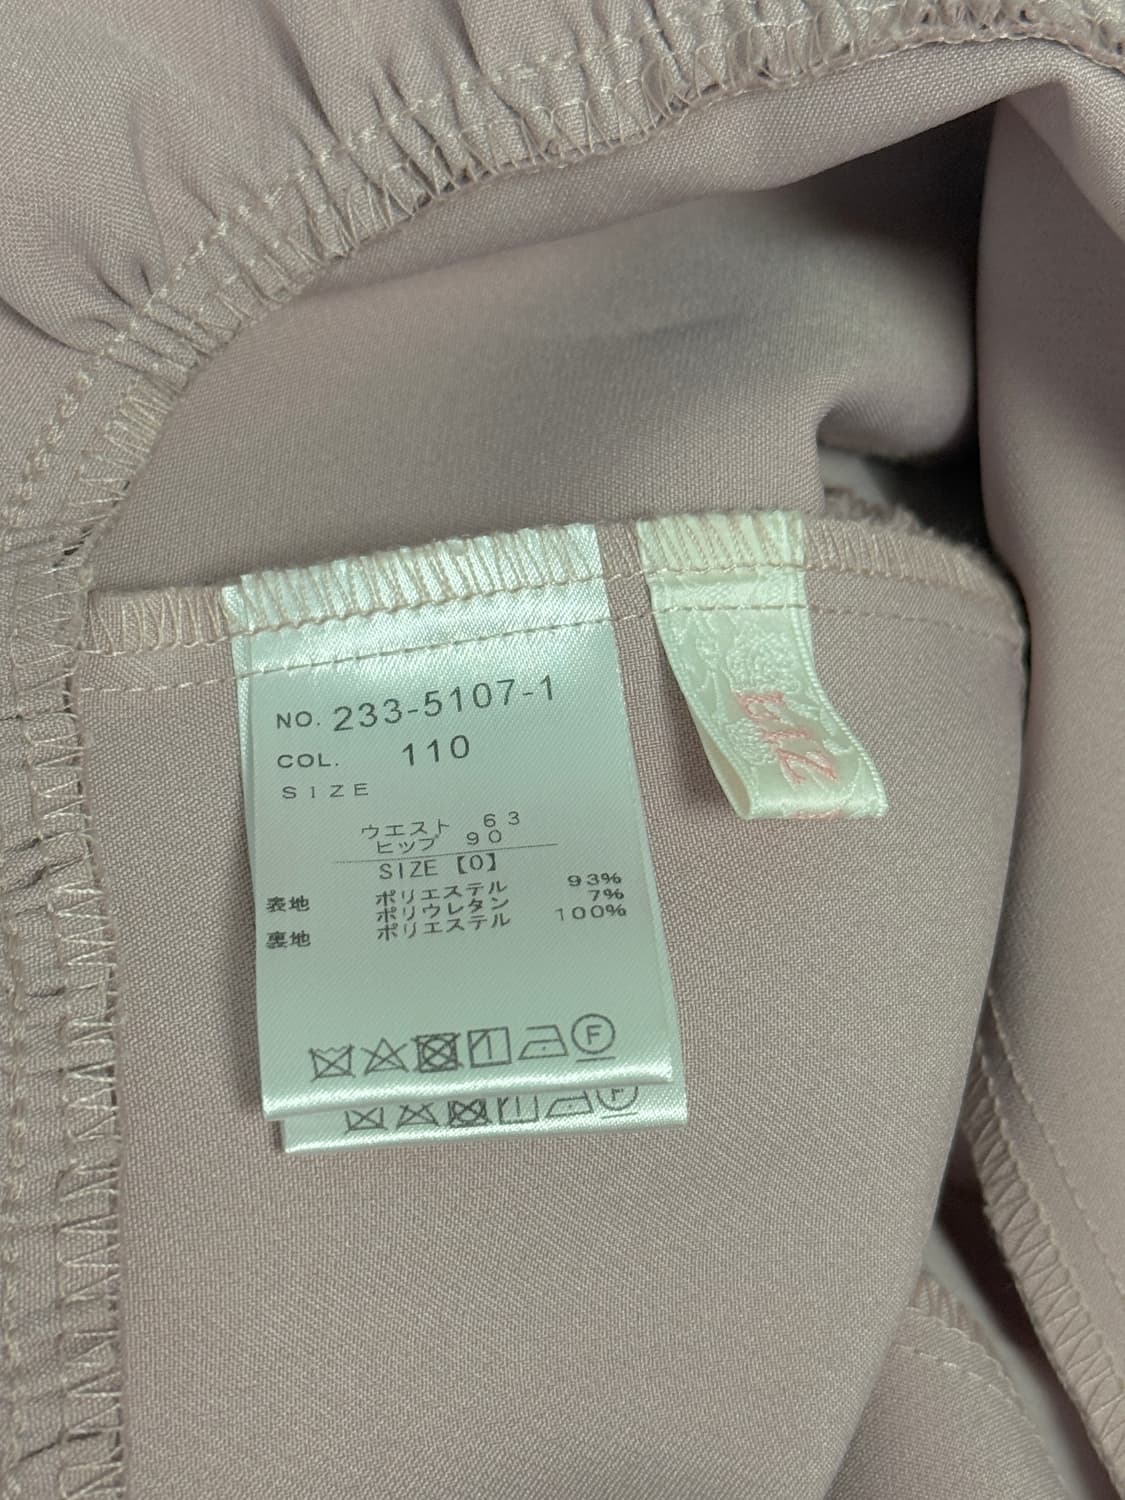 NO. 233-5107-1
COL. 110
SIZE
ウエスト 63
ヒップ 90
SIZE【0】
表地 ポリエステル 93%
ポリウレタン 7%
裏地 ポリエステル 100%
F